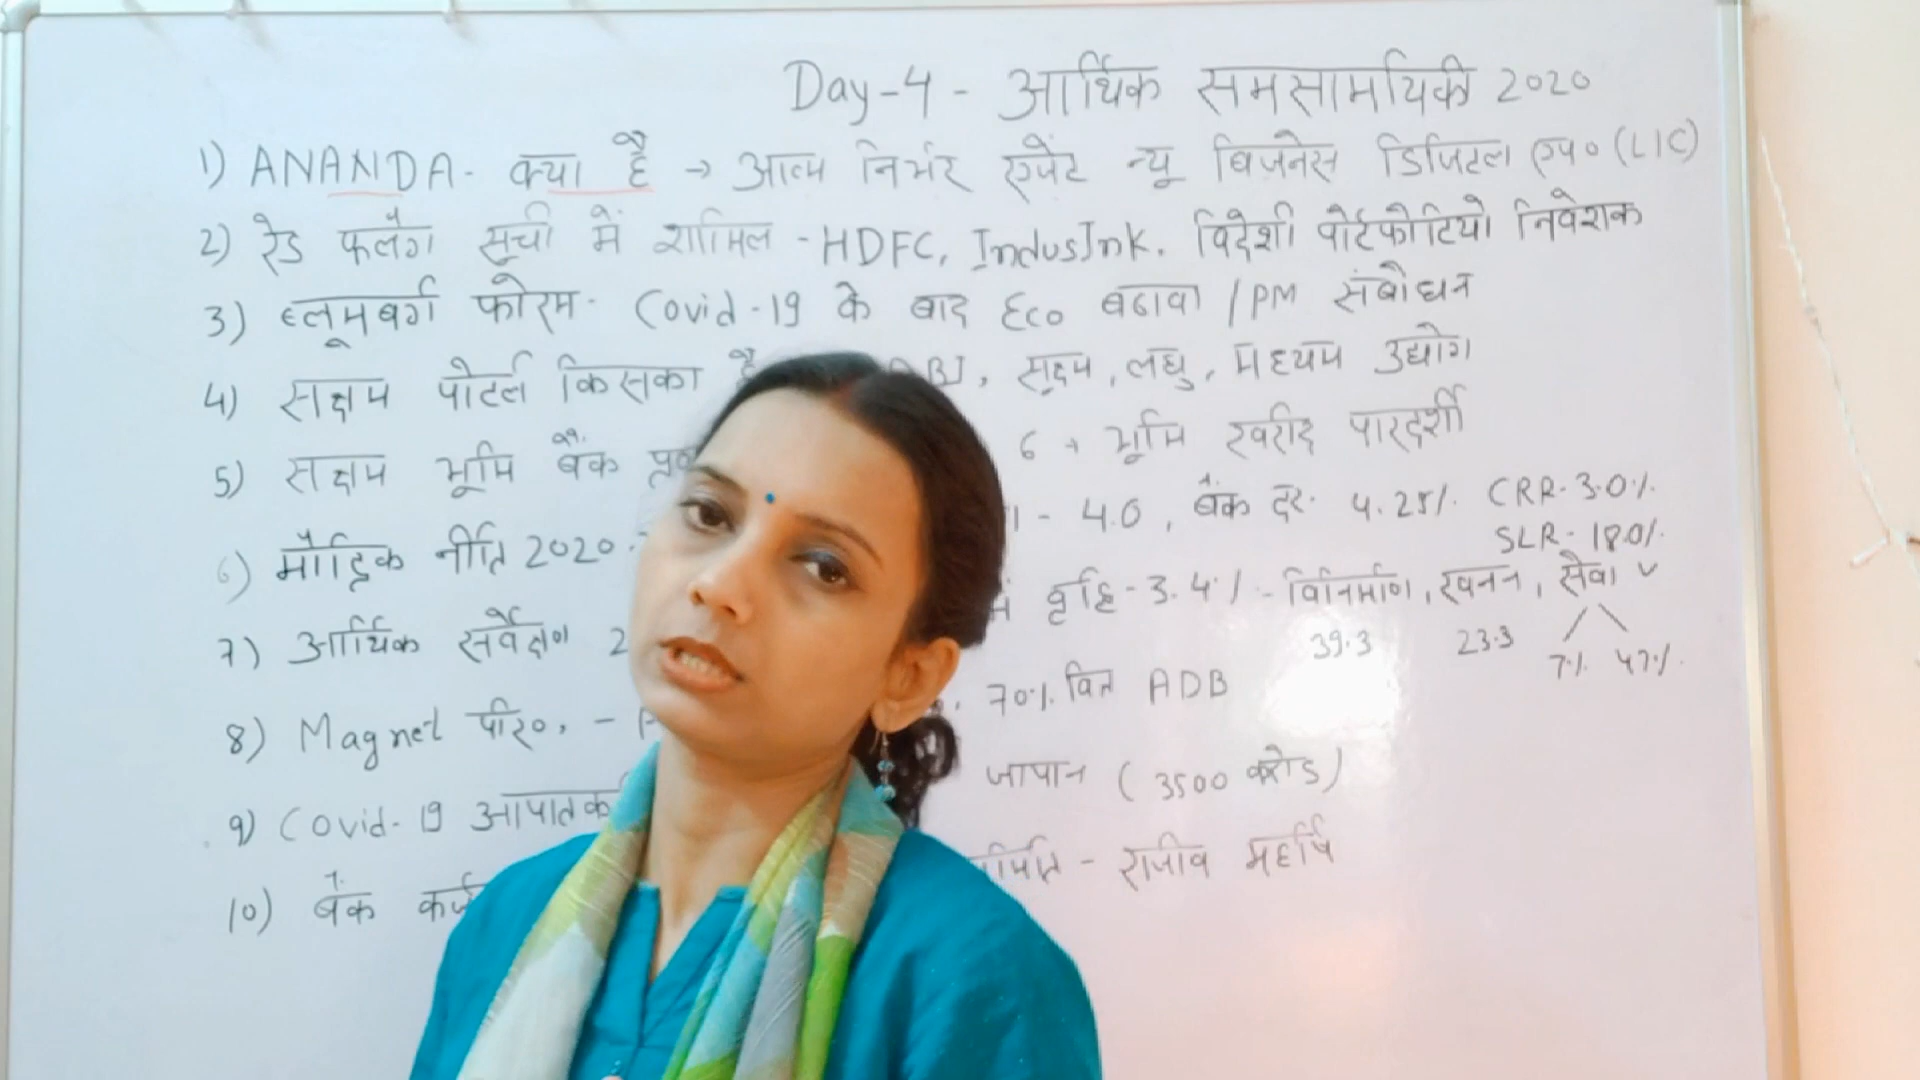 Day-4 - आर्थिक समसामयिकी 2020
1) ANANDA- क्या है → आत्म निर्भर एजेंट न्यू बिजनेस डिजिटल एप० (LIC)
2) रेड फ्लैग सूची में शामिल - HDFC, IndusInk. विदेशी पोर्टफोटियो निवेशक
3) ब्लूमबर्ग फोरम- Covid-19 के बाद Eco बढावा / PM संबोधन
4) सक्षम पोर्टल किसका है BI, सूक्ष्म, लघु, मध्यम उद्योग
5) सक्षम भूमि बैंक 6 → भूमि खरीद पारदर्शी
6) मौद्रिक नीति 2020 - 4.0, बैंक दर- 4.25% CRR-3.0%
SLR- 18.0%
7) आर्थिक सर्वेक्षण 2 वृद्धि-3.4% - विनिर्माण, खनन, सेवा
39.3 23.3 7% 47%
8) Magnet परि०, - 70% वित्त ADB
9) Covid-19 आपातक जापान (3500 करोड)
10) बैंक कर्ज - राजीव महर्षि